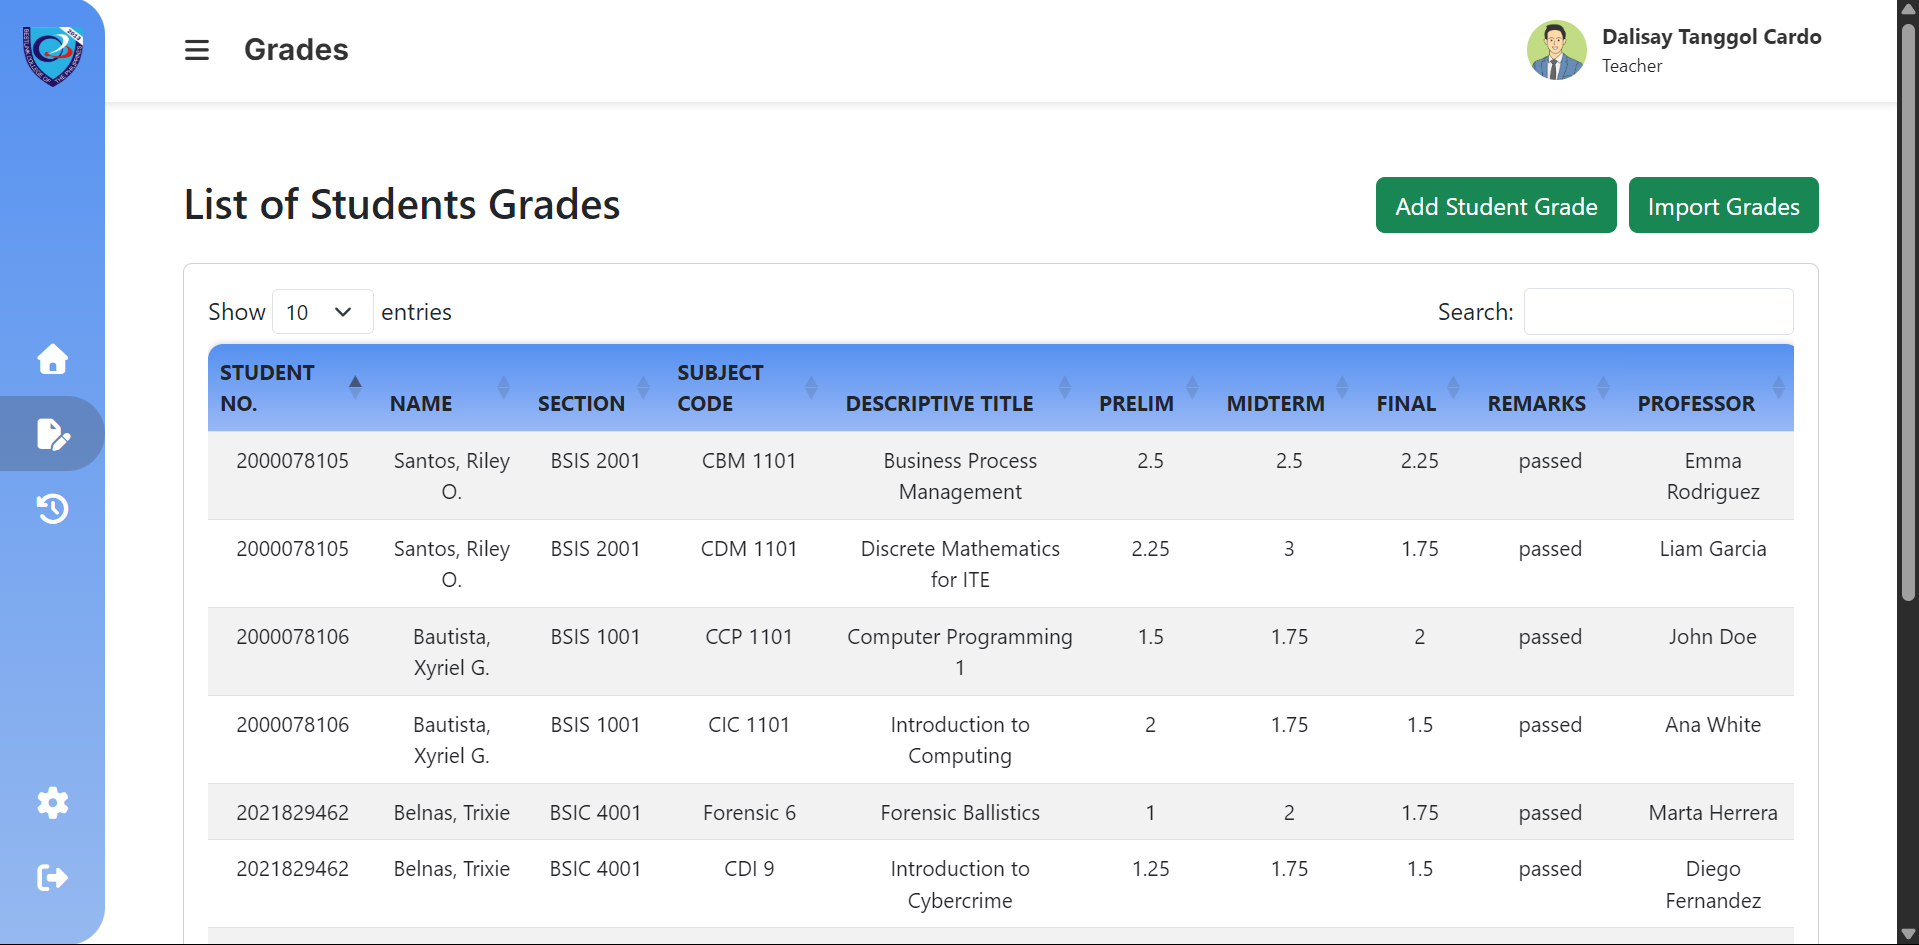 BESTLINK COLLEGE OF THE PHILIPPINES
Grades
Dalisay Tanggol Cardo
Teacher
List of Students Grades
Add Student Grade
Import Grades
Show 10 entries
Search:
STUDENT NO. NAME SECTION SUBJECT CODE DESCRIPTIVE TITLE PRELIM MIDTERM FINAL REMARKS PROFESSOR
2000078105 Santos, Riley O. BSIS 2001 CBM 1101 Business Process Management 2.5 2.5 2.25 passed Emma Rodriguez
2000078105 Santos, Riley O. BSIS 2001 CDM 1101 Discrete Mathematics for ITE 2.25 3 1.75 passed Liam Garcia
2000078106 Bautista, Xyriel G. BSIS 1001 CCP 1101 Computer Programming 1 1.5 1.75 2 passed John Doe
2000078106 Bautista, Xyriel G. BSIS 1001 CIC 1101 Introduction to Computing 2 1.75 1.5 passed Ana White
2021829462 Belnas, Trixie BSIC 4001 Forensic 6 Forensic Ballistics 1 2 1.75 passed Marta Herrera
2021829462 Belnas, Trixie BSIC 4001 CDI 9 Introduction to Cybercrime 1.25 1.75 1.5 passed Diego Fernandez